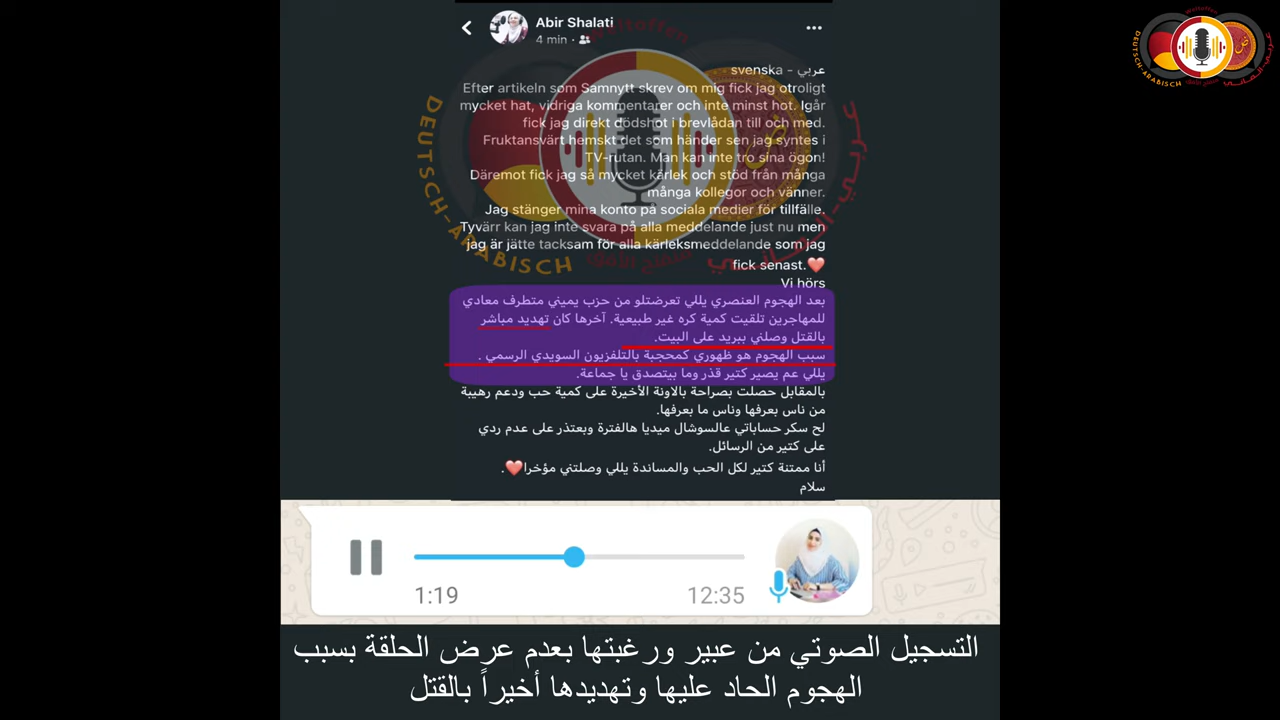 Abir Shalati
4 min ·
عربي - svenska
Efter artikeln som Samnytt skrev om mig fick jag otroligt
mycket hat, vidriga kommentarer och inte minst hot. Igår
fick jag direkt dödshot i brevlådan till och med.
Fruktansvärt hemskt det som händer sen jag syntes i
TV-rutan. Man kan inte tro sina ögon!
Däremot fick jag så mycket kärlek och stöd från många
många kollegor och vänner.
Jag stänger mina konto på sociala medier för tillfälle.
Tyvärr kan jag inte svara på alla meddelande just nu men
jag är jätte tacksam för alla kärleksmeddelande som jag
fick senast.❤️
Vi hörs
بعد الهجوم العنصري يللي تعرضتلو من حزب يميني متطرف معادي
للمهاجرين تلقيت كمية كره غير طبيعية. آخرها كان تهديد مباشر
بالقتل وصلني ببريد على البيت.
سبب الهجوم هو ظهوري كمحجبة بالتلفزيون السويدي الرسمي .
يللي عم يصير كتير قذر وما بيتصدق يا جماعة.
بالمقابل حصلت بصراحة بالاونة الأخيرة على كمية حب ودعم رهيبة
من ناس بعرفها وناس ما بعرفها.
لح سكر حساباتي عالسوشال ميديا هالفترة وبعتذر على عدم ردي
على كتير من الرسائل.
أنا ممتنة كتير لكل الحب والمساندة يللي وصلتني مؤخرا❤️.
سلام
1:19
12:35
التسجيل الصوتي من عبير ورغبتها بعدم عرض الحلقة بسبب
الهجوم الحاد عليها وتهديدها أخيراً بالقتل
DEUTSCH-ARABISCH
Weltoffen
عربي-الماني
DEUTSCH-ARABISCH